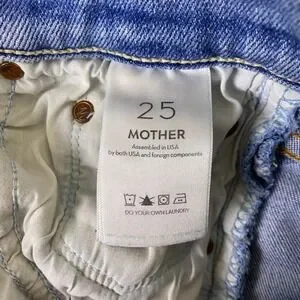 25
MOTHER
Assembled in USA
by both USA and foreign components
DO YOUR OWN LAUNDRY